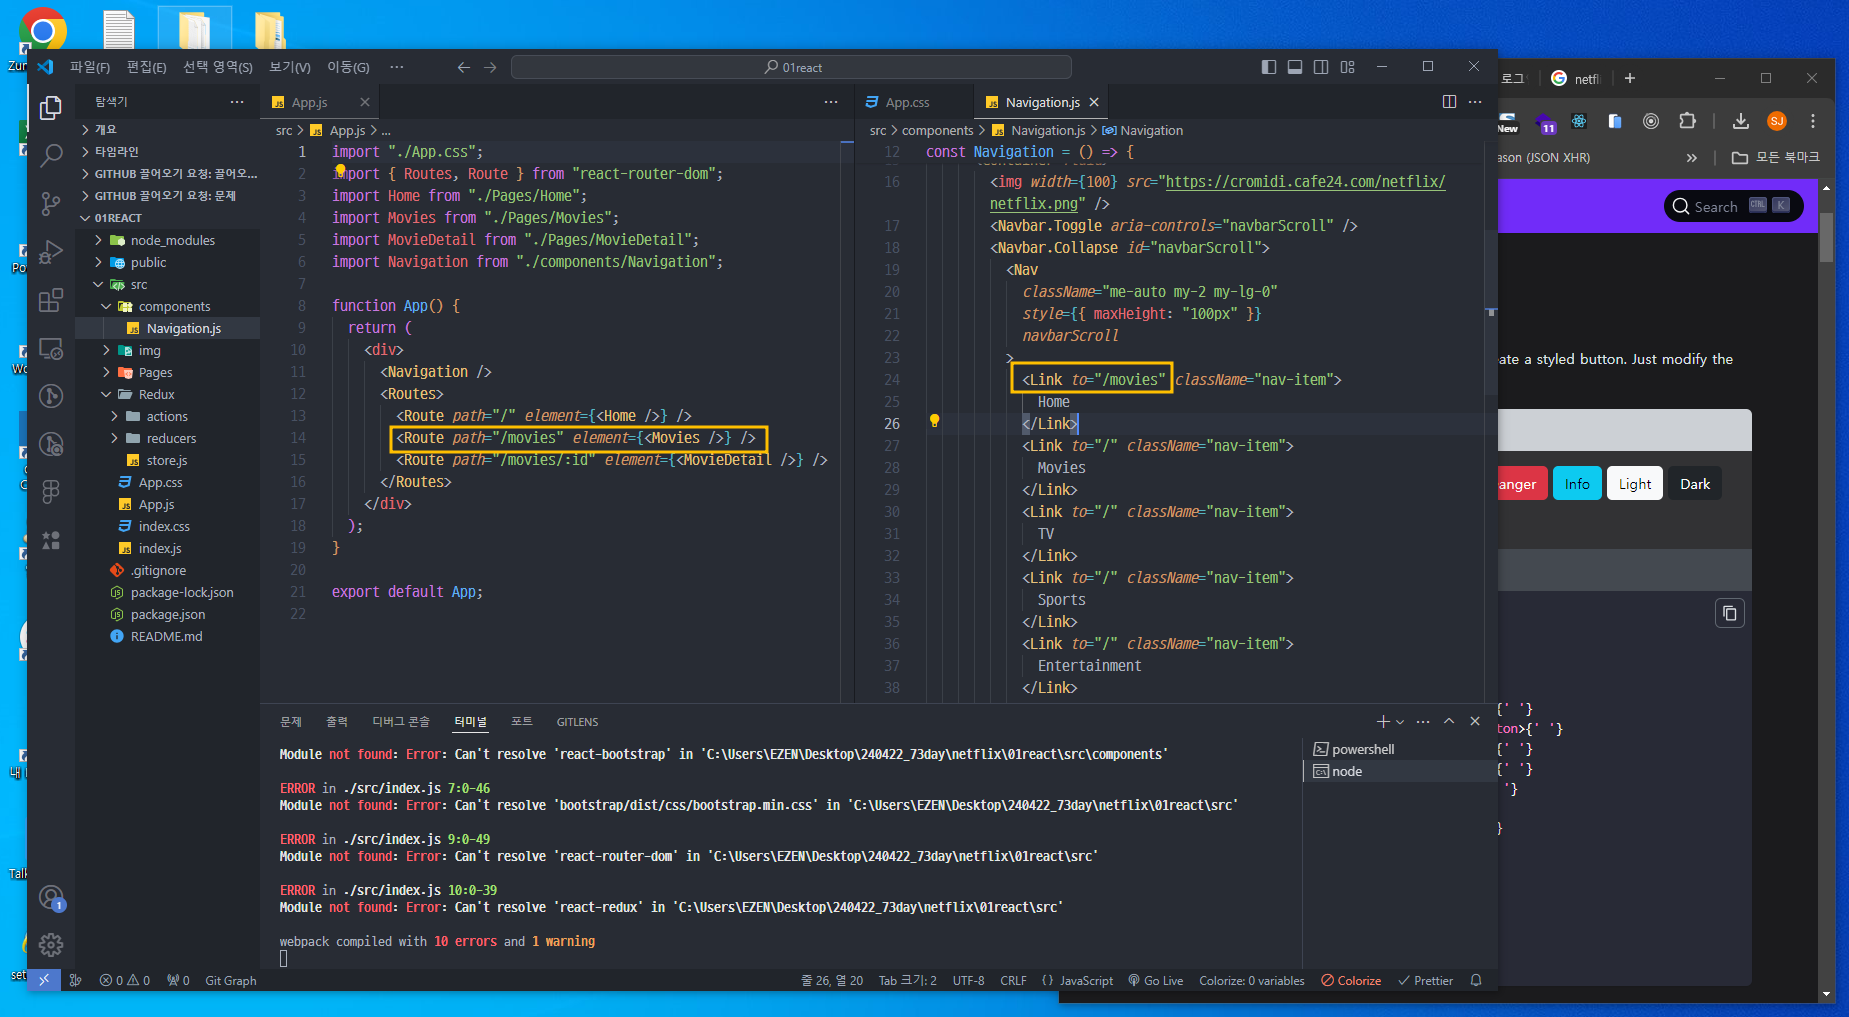 파일(F) 편집(E) 선택 영역(S) 보기(V) 이동(G) ··· 01react
탐색기
개요
타임라인
GITHUB 끌어오기 요청: 끌어오...
GITHUB 끌어오기 요청: 문제
01REACT
node_modules
public
src
components
Navigation.js
img
Pages
Redux
actions
reducers
store.js
App.css
App.js
index.css
index.js
.gitignore
package-lock.json
package.json
README.md
App.js
src > App.js > ...
1 import "./App.css";
2 import { Routes, Route } from "react-router-dom";
3 import Home from "./Pages/Home";
4 import Movies from "./Pages/Movies";
5 import MovieDetail from "./Pages/MovieDetail";
6 import Navigation from "./components/Navigation";
7
8 function App() {
9 return (
10 <div>
11 <Navigation />
12 <Routes>
13 <Route path="/" element={<Home />} />
14 <Route path="/movies" element={<Movies />} />
15 <Route path="/movies/:id" element={<MovieDetail />} />
16 </Routes>
17 </div>
18 );
19 }
20
21 export default App;
22
App.css Navigation.js
src > components > Navigation.js > Navigation
12 const Navigation = () => {
16 <img width={100} src="https://cromidi.cafe24.com/netflix/
netflix.png" />
17 <Navbar.Toggle aria-controls="navbarScroll" />
18 <Navbar.Collapse id="navbarScroll">
19 <Nav
20 className="me-auto my-2 my-lg-0"
21 style={{ maxHeight: "100px" }}
22 navbarScroll
23 >
24 <Link to="/movies" className="nav-item">
25 Home
26 </Link>
27 <Link to="/" className="nav-item">
28 Movies
29 </Link>
30 <Link to="/" className="nav-item">
31 TV
32 </Link>
33 <Link to="/" className="nav-item">
34 Sports
35 </Link>
36 <Link to="/" className="nav-item">
37 Entertainment
38 </Link>
문제 출력 디버그 콘솔 터미널 포트 GITLENS
Module not found: Error: Can't resolve 'react-bootstrap' in 'C:\Users\EZEN\Desktop\240422_73day\netflix\01react\src\components'
ERROR in ./src/index.js 7:0-46
Module not found: Error: Can't resolve 'bootstrap/dist/css/bootstrap.min.css' in 'C:\Users\EZEN\Desktop\240422_73day\netflix\01react\src'
ERROR in ./src/index.js 9:0-49
Module not found: Error: Can't resolve 'react-router-dom' in 'C:\Users\EZEN\Desktop\240422_73day\netflix\01react\src'
ERROR in ./src/index.js 10:0-39
Module not found: Error: Can't resolve 'react-redux' in 'C:\Users\EZEN\Desktop\240422_73day\netflix\01react\src'
webpack compiled with 10 errors and 1 warning
powershell
node
0 0 0 Git Graph 줄 26, 열 20 Tab 크기: 2 UTF-8 CRLF {} JavaScript Go Live Colorize: 0 variables Colorize Prettier
로그 netfli
New 11 SJ
ason (JSON XHR) » 모든 북마크
Search CTRL K
eate a styled button. Just modify the
anger Info Light Dark
{' '}
ton>{' '}
{' '}
{' '}
'}
}